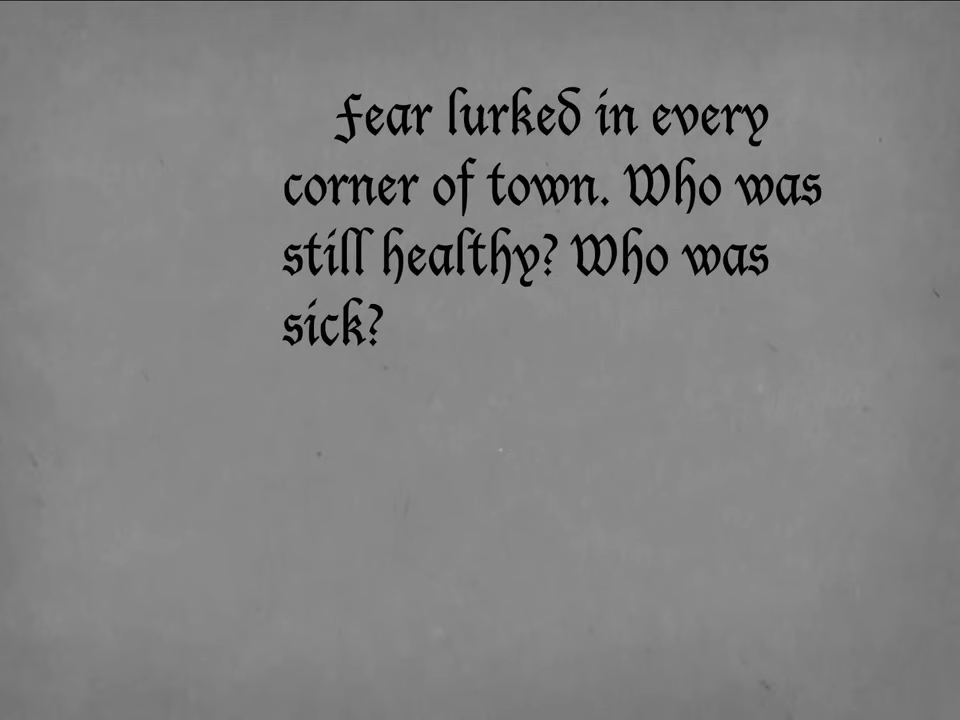 Fear lurked in every
corner of town. Who was
still healthy? Who was
sick?